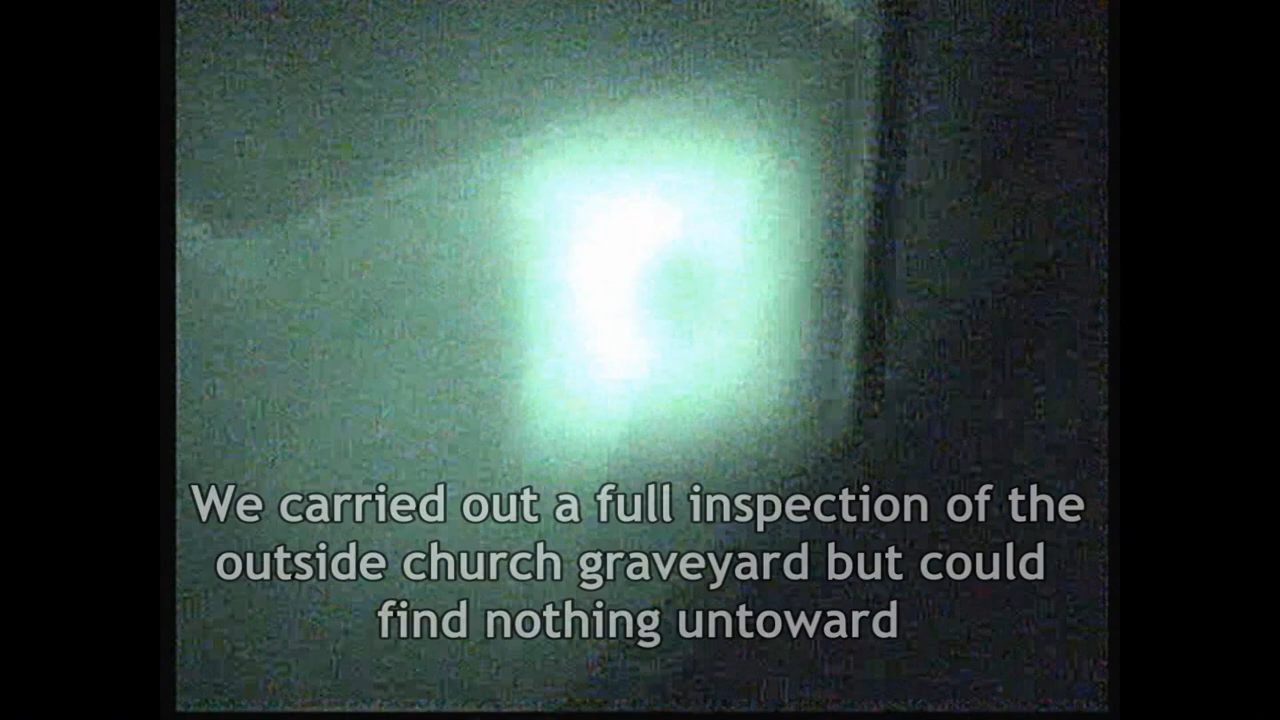 We carried out a full inspection of the
outside church graveyard but could
find nothing untoward